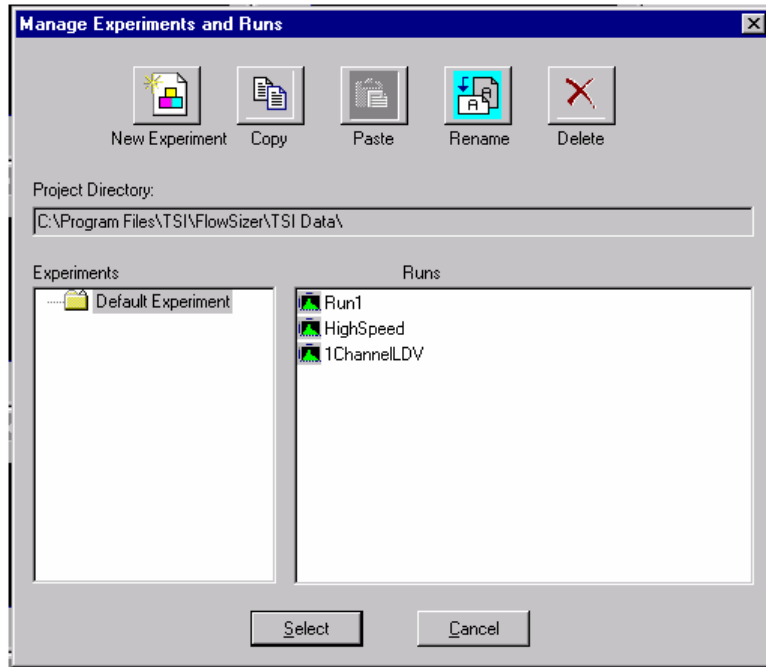 Manage Experiments and Runs
New Experiment Copy Paste Rename Delete
Project Directory:
C:\Program Files\TSI\FlowSizer\TSI Data\
Experiments Runs
Default Experiment Run1
HighSpeed
1ChannelLDV
Select Cancel